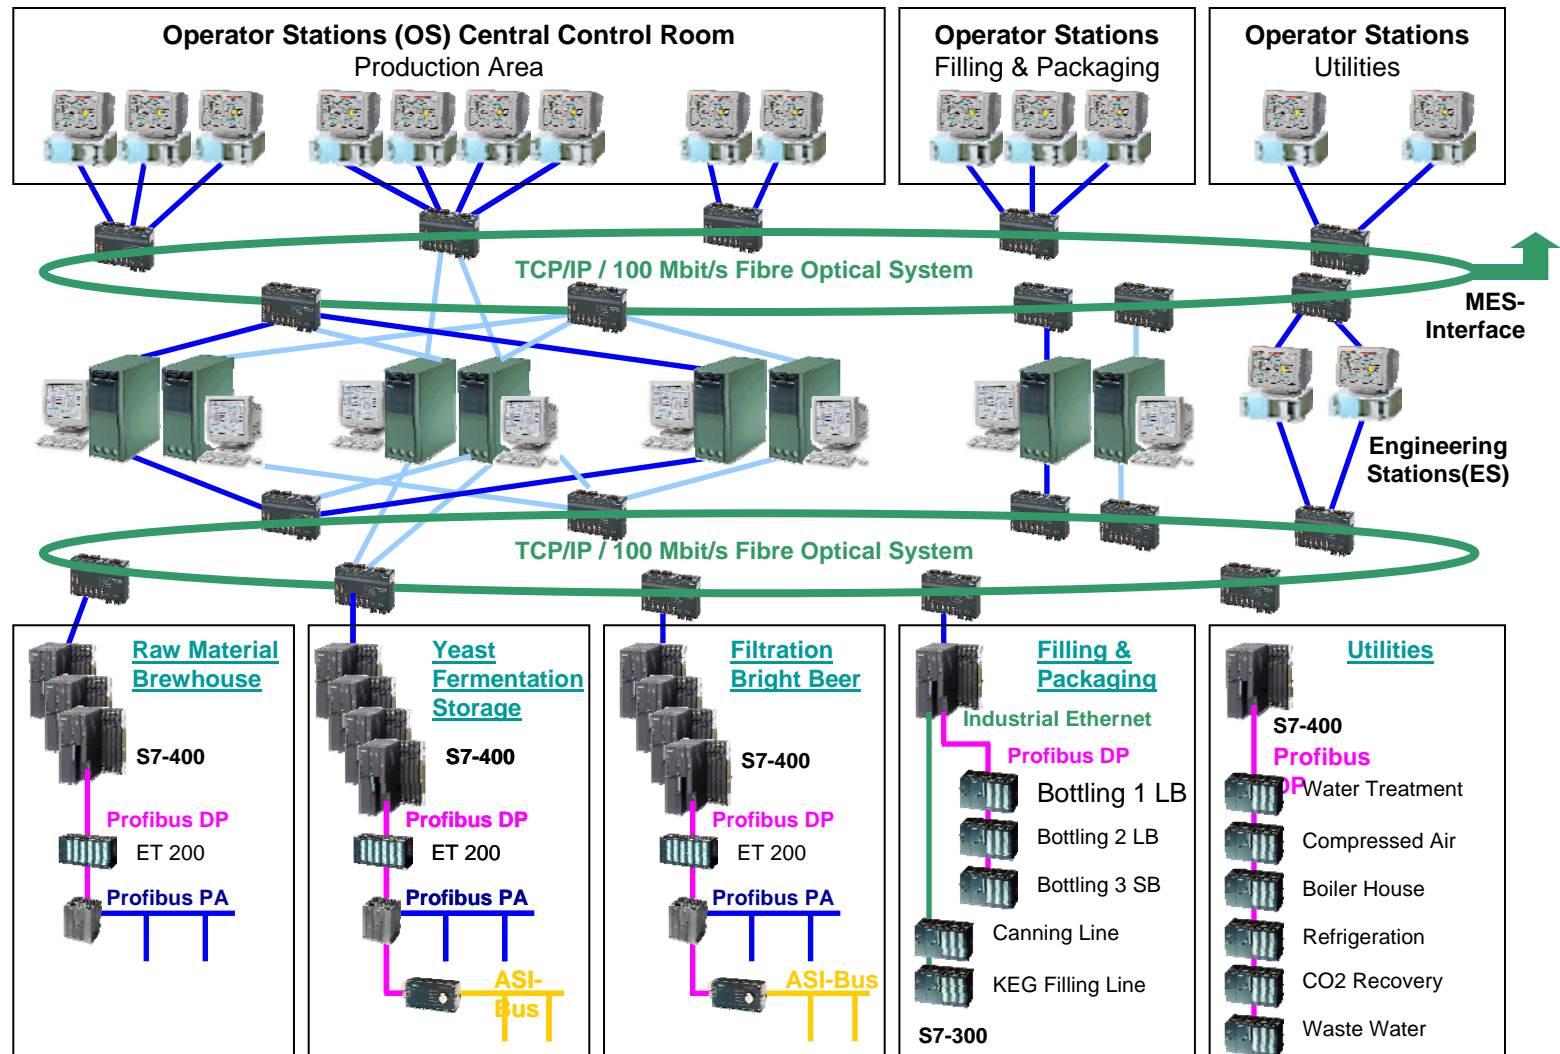 Operator Stations (OS) Central Control Room
Production Area
Operator Stations
Filling & Packaging
Operator Stations
Utilities
TCP/IP / 100 Mbit/s Fibre Optical System
MES-
Interface
Engineering
Stations(ES)
TCP/IP / 100 Mbit/s Fibre Optical System
Raw Material
Brewhouse
S7-400
Profibus DP
ET 200
Profibus PA
Yeast
Fermentation
Storage
S7-400
Profibus DP
ET 200
Profibus PA
ASI-
Bus
Filtration
Bright Beer
S7-400
Profibus DP
ET 200
Profibus PA
ASI-Bus
Filling &
Packaging
Industrial Ethernet
Profibus DP
Bottling 1 LB
Bottling 2 LB
Bottling 3 SB
Canning Line
KEG Filling Line
S7-300
Utilities
S7-400
Profibus
DP
Water Treatment
Compressed Air
Boiler House
Refrigeration
CO2 Recovery
Waste Water